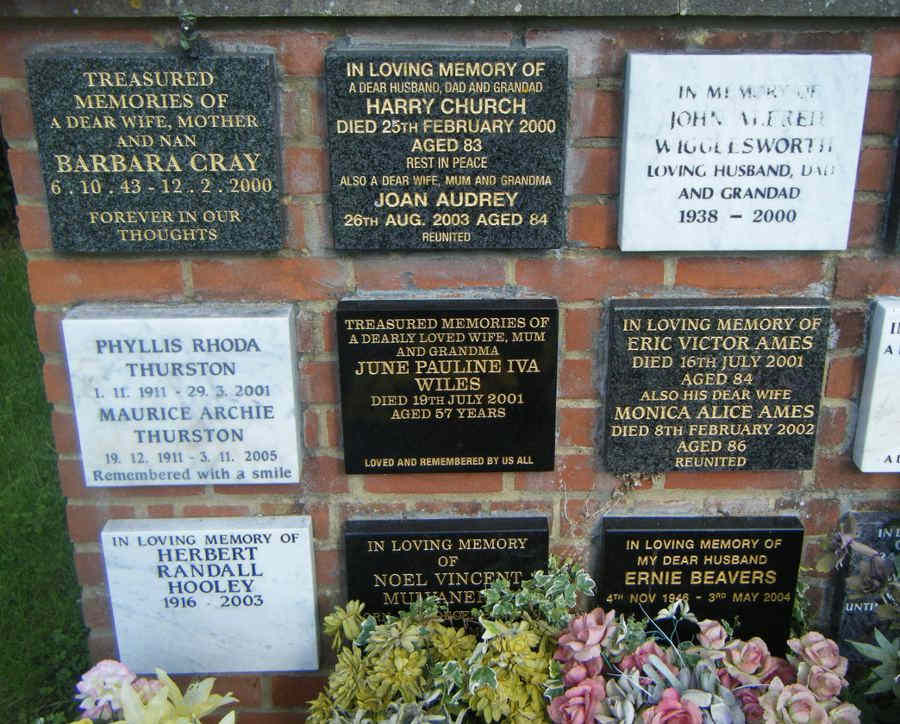 TREASURED
MEMORIES OF
A DEAR WIFE, MOTHER
AND NAN
BARBARA CRAY
6.10.43 - 12.2.2000
FOREVER IN OUR
THOUGHTS
IN LOVING MEMORY OF
A DEAR HUSBAND, DAD AND GRANDAD
HARRY CHURCH
DIED 25TH FEBRUARY 2000
AGED 83
REST IN PEACE
ALSO A DEAR WIFE, MUM AND GRANDMA
JOAN AUDREY
26TH AUG. 2003 AGED 84
REUNITED
IN MEMORY OF
JOHN ALFRED
WIGGLESWORTH
LOVING HUSBAND, DAD
AND GRANDAD
1938 - 2000
PHYLLIS RHODA
THURSTON
1.11.1911 - 29.3.2001
MAURICE ARCHIE
THURSTON
19.12.1911 - 3.11.2005
Remembered with a smile
TREASURED MEMORIES OF
A DEARLY LOVED WIFE, MUM
AND GRANDMA
JUNE PAULINE IVA
WILES
DIED 19TH JULY 2001
AGED 57 YEARS
LOVED AND REMEMBERED BY US ALL
IN LOVING MEMORY OF
ERIC VICTOR AMES
DIED 16TH JULY 2001
AGED 84
ALSO HIS DEAR WIFE
MONICA ALICE AMES
DIED 8TH FEBRUARY 2002
AGED 86
REUNITED
IN LOVING MEMORY OF
HERBERT
RANDALL
HOOLEY
1916 - 2003
IN LOVING MEMORY
OF
NOEL VINCENT
IN LOVING MEMORY OF
MY DEAR HUSBAND
ERNIE BEAVERS
4TH NOV 1946 - 3RD MAY 2004
IN
UNTI